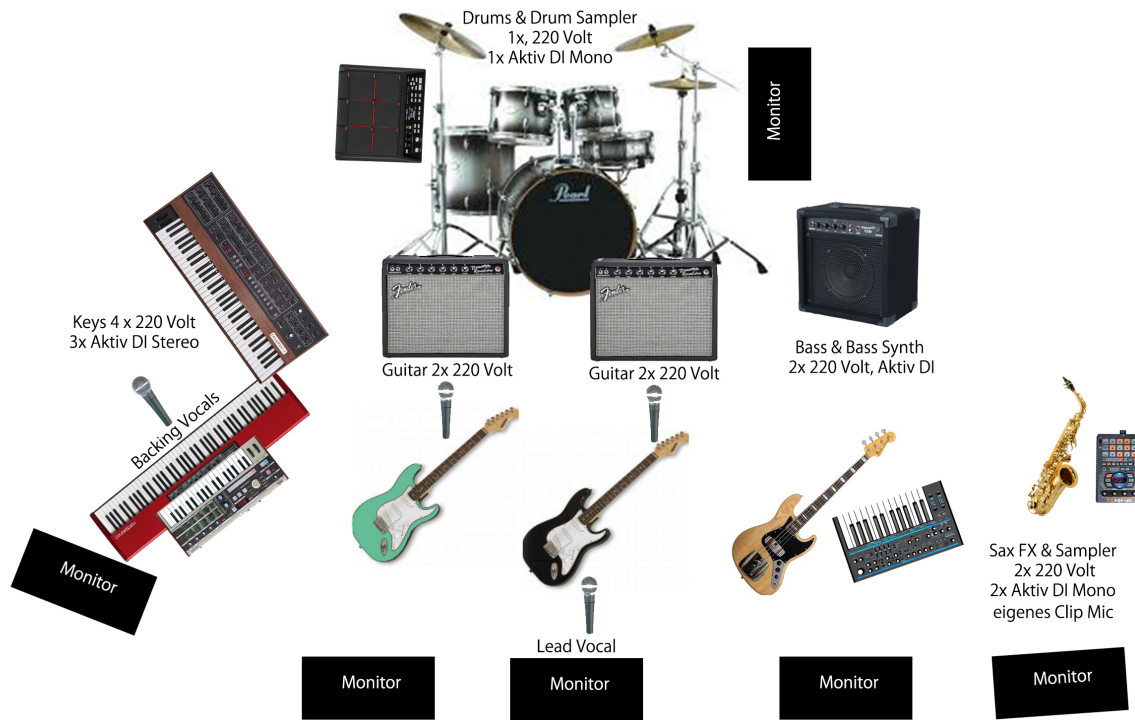 Drums & Drum Sampler
1x, 220 Volt
1x Aktiv DI Mono
Monitor
Pearl
Keys 4 x 220 Volt
3x Aktiv DI Stereo
Fender
Fender
Guitar 2x 220 Volt
Guitar 2x 220 Volt
Bass & Bass Synth
2x 220 Volt, Aktiv DI
Backing Vocals
Monitor
Sax FX & Sampler
2x 220 Volt
2x Aktiv DI Mono
eigenes Clip Mic
Lead Vocal
Monitor
Monitor
Monitor
Monitor